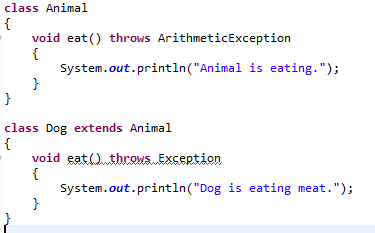 class Animal
{
void eat() throws ArithmeticException
{
System.out.println("Animal is eating.");
}
}
class Dog extends Animal
{
void eat() throws Exception
{
System.out.println("Dog is eating meat.");
}
}